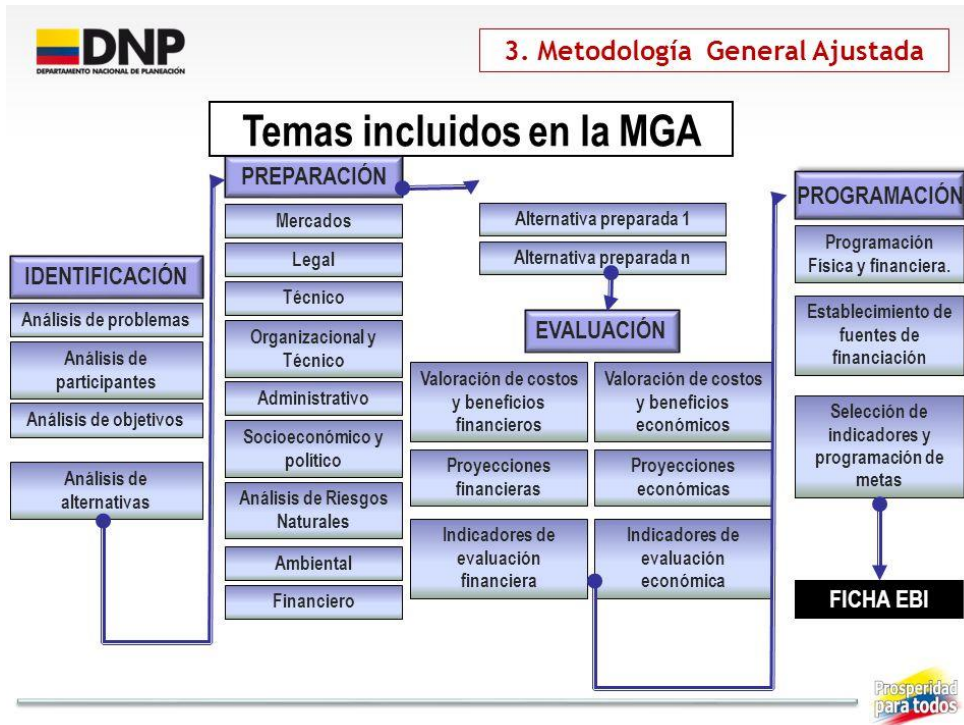 DNP
DEPARTAMENTO NACIONAL DE PLANEACIÓN
3. Metodología General Ajustada
Temas incluidos en la MGA
IDENTIFICACIÓN
Análisis de problemas
Análisis de
participantes
Análisis de objetivos
Análisis de
alternativas
PREPARACIÓN
Mercados
Legal
Técnico
Organizacional y
Técnico
Administrativo
Socioeconómico y
político
Análisis de Riesgos
Naturales
Ambiental
Financiero
Alternativa preparada 1
Alternativa preparada n
EVALUACIÓN
Valoración de costos
y beneficios
financieros
Proyecciones
financieras
Indicadores de
evaluación
financiera
Valoración de costos
y beneficios
económicos
Proyecciones
económicas
Indicadores de
evaluación
económica
PROGRAMACIÓN
Programación
Física y financiera.
Establecimiento de
fuentes de
financiación
Selección de
indicadores y
programación de
metas
FICHA EBI
Prosperidad
para todos